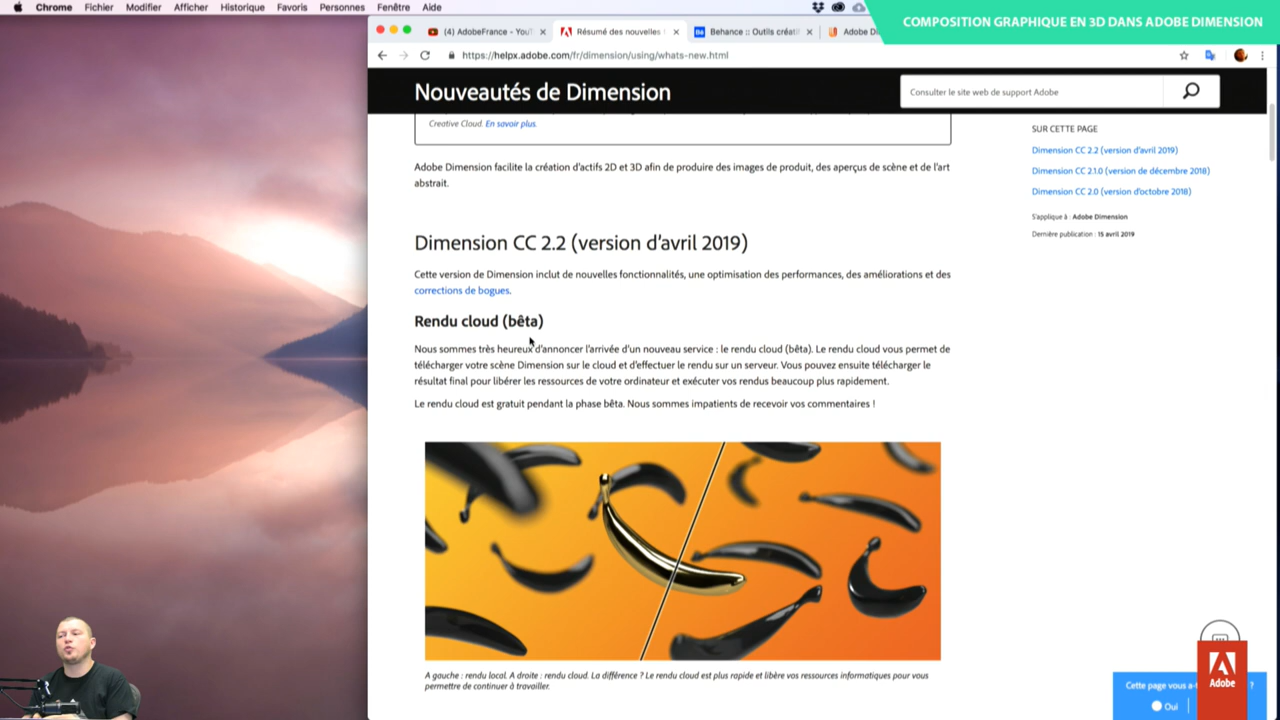 Chrome Fichier Modifier Afficher Historique Favoris Personnes Fenêtre Aide
COMPOSITION GRAPHIQUE EN 3D DANS ADOBE DIMENSION
(4) AdobeFrance - You
Résumé des nouvelles
Behance :: Outils créati
Adobe Di
https://helpx.adobe.com/fr/dimension/using/whats-new.html
Nouveautés de Dimension
Consulter le site web de support Adobe
Creative Cloud. En savoir plus.
Adobe Dimension facilite la création d'actifs 2D et 3D afin de produire des images de produit, des aperçus de scène et de l'art
abstrait.
SUR CETTE PAGE
Dimension CC 2.2 (version d'avril 2019)
Dimension CC 2.1.0 (version de décembre 2018)
Dimension CC 2.0 (version d'octobre 2018)
S'applique à : Adobe Dimension
Dernière publication : 15 avril 2019
Dimension CC 2.2 (version d'avril 2019)
Cette version de Dimension inclut de nouvelles fonctionnalités, une optimisation des performances, des améliorations et des
corrections de bogues.
Rendu cloud (bêta)
Nous sommes très heureux d'annoncer l'arrivée d'un nouveau service : le rendu cloud (bêta). Le rendu cloud vous permet de
télécharger votre scène Dimension sur le cloud et d'effectuer le rendu sur un serveur. Vous pouvez ensuite télécharger le
résultat final pour libérer les ressources de votre ordinateur et exécuter vos rendus beaucoup plus rapidement.
Le rendu cloud est gratuit pendant la phase bêta. Nous sommes impatients de recevoir vos commentaires !
A gauche : rendu local. A droite : rendu cloud. La différence ? Le rendu cloud est plus rapide et libère vos ressources informatiques pour vous
permettre de continuer à travailler.
Cette page vous a-t ?
Oui
Adobe